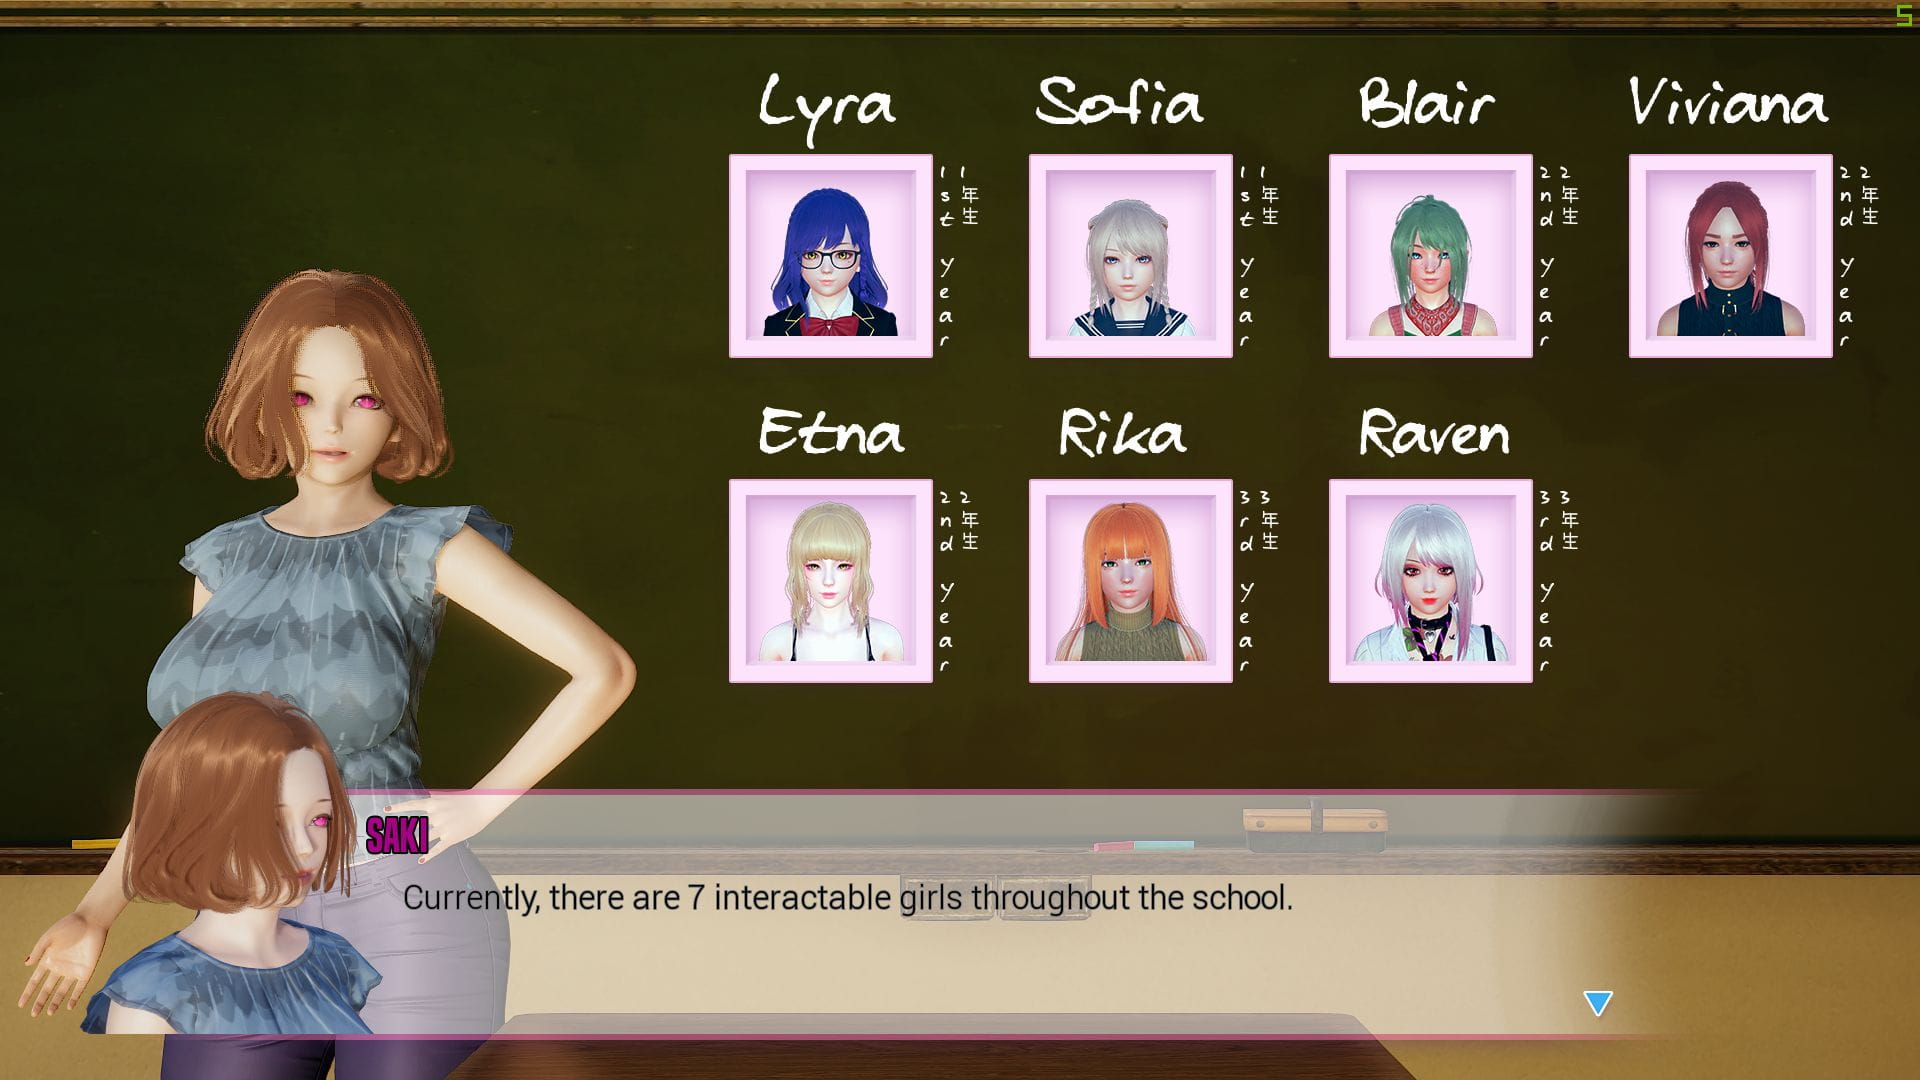 5
Lyra
Sofia
Blair
Viviana
1st year
1年生
1st year
1年生
2nd year
2年生
2nd year
2年生
Etna
Rika
Raven
2nd year
2年生
3rd year
3年生
3rd year
3年生
SAKI
Currently, there are 7 interactable girls throughout the school.